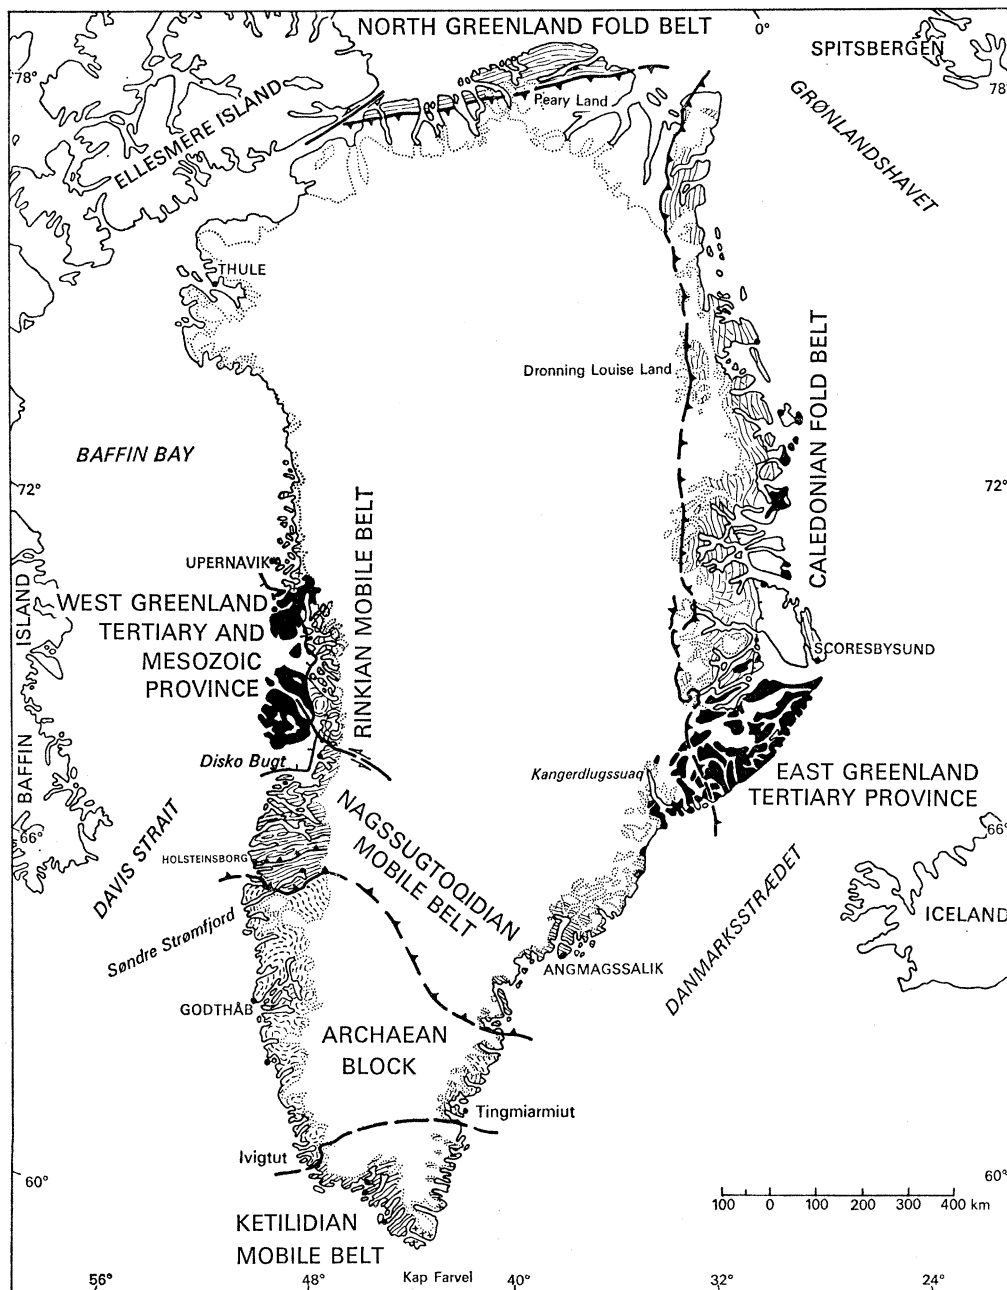 NORTH GREENLAND FOLD BELT
0°
SPITSBERGEN
78°
78°
ELLESMERE ISLAND
Peary Land
GRØNLANDSHAVET
THULE
Dronning Louise Land
CALEDONIAN FOLD BELT
BAFFIN BAY
72°
72°
RINKIAN MOBILE BELT
UPERNAVIK
WEST GREENLAND
TERTIARY AND
MESOZOIC
PROVINCE
BAFFIN ISLAND
SCORESBYSUND
Disko Bugt
Kangerdlugssuaq
EAST GREENLAND
TERTIARY PROVINCE
NAGSSUGTOQIDIAN
MOBILE BELT
66°
66°
DAVIS STRAIT
HOLSTEINSBORG
DANMARKSSTRÆDET
ICELAND
Søndre Strømfjord
ANGMAGSSALIK
GODTHÅB
ARCHAEAN
BLOCK
Tingmiarmiut
Ivigtut
60°
60°
100 0 100 200 300 400 km
KETILIDIAN
MOBILE BELT
Kap Farvel
56°
48°
40°
32°
24°